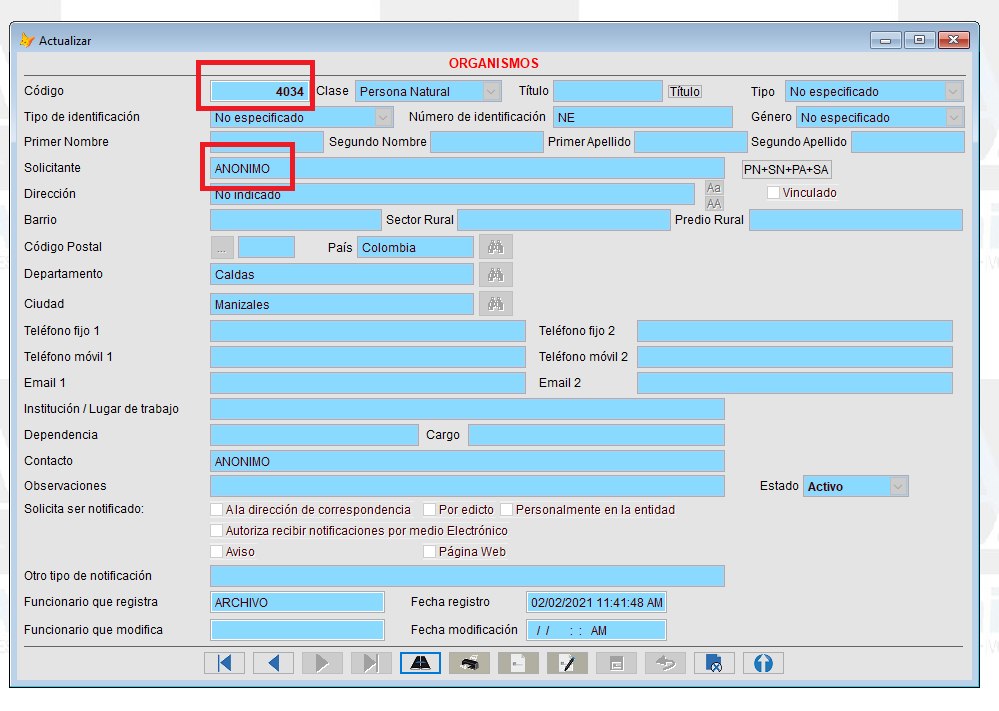 Actualizar
ORGANISMOS
Código 4034 Clase Persona Natural Título Título Tipo No especificado
Tipo de identificación No especificado Número de identificación NE Género No especificado
Primer Nombre Segundo Nombre Primer Apellido Segundo Apellido
Solicitante ANONIMO PN+SN+PA+SA
Dirección No indicado Aa AA Vinculado
Barrio Sector Rural Predio Rural
Código Postal ... País Colombia
Departamento Caldas
Ciudad Manizales
Teléfono fijo 1 Teléfono fijo 2
Teléfono móvil 1 Teléfono móvil 2
Email 1 Email 2
Institución / Lugar de trabajo
Dependencia Cargo
Contacto ANONIMO
Observaciones Estado Activo
Solicita ser notificado: A la dirección de correspondencia Por edicto Personalmente en la entidad
Autoriza recibir notificaciones por medio Electrónico
Aviso Página Web
Otro tipo de notificación
Funcionario que registra ARCHIVO Fecha registro 02/02/2021 11:41:48 AM
Funcionario que modifica Fecha modificación / / : : AM